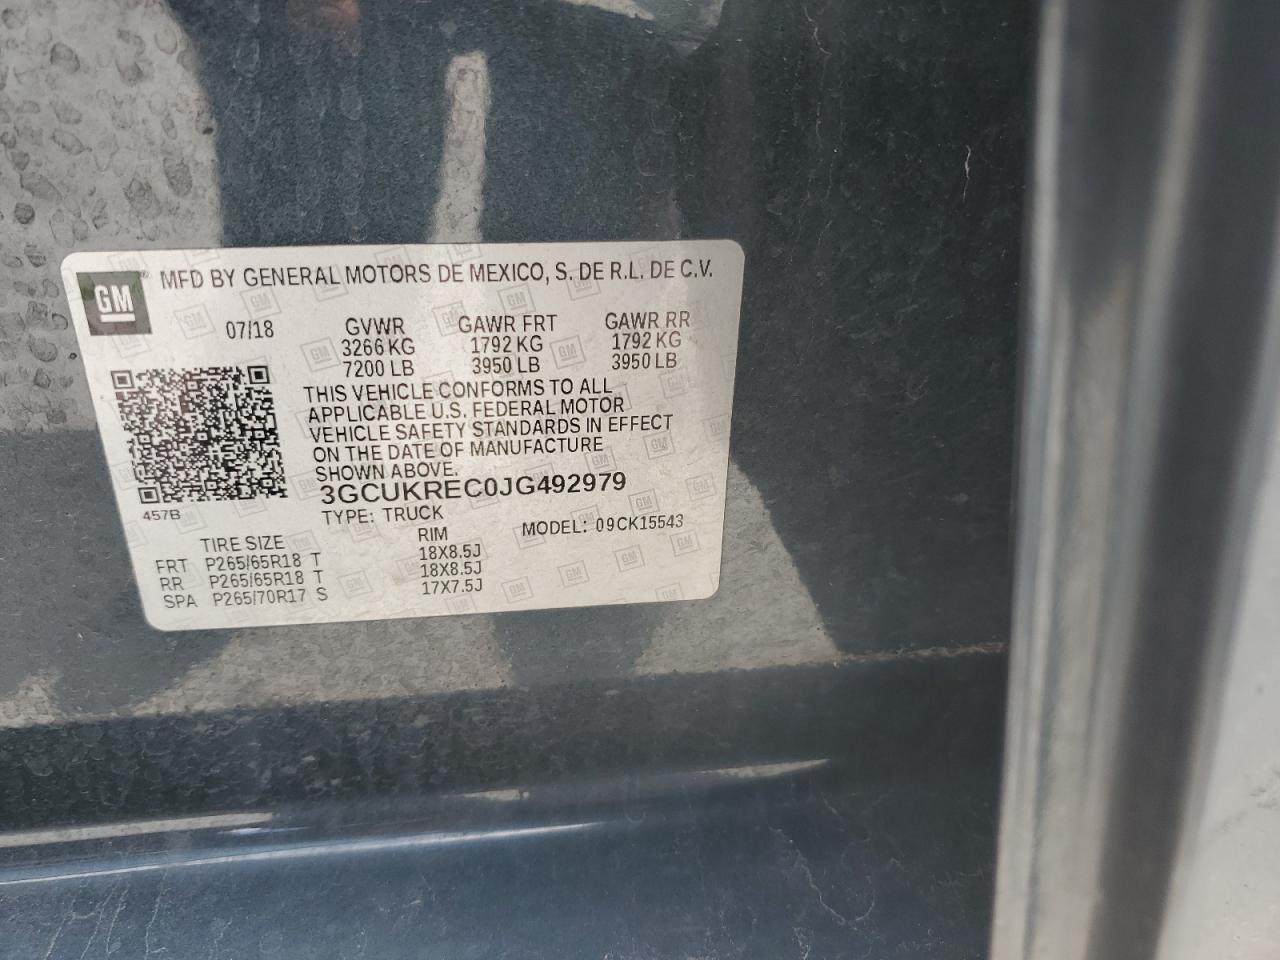 GM ® MFD BY GENERAL MOTORS DE MEXICO, S. DE R.L. DE C.V.
07/18 GVWR GAWR FRT GAWR RR
3266 KG 1792 KG 1792 KG
7200 LB 3950 LB 3950 LB
THIS VEHICLE CONFORMS TO ALL
APPLICABLE U.S. FEDERAL MOTOR
VEHICLE SAFETY STANDARDS IN EFFECT
ON THE DATE OF MANUFACTURE
SHOWN ABOVE.
3GCUKREC0JG492979
457B
TYPE: TRUCK MODEL: 09CK15543
TIRE SIZE RIM
FRT P265/65R18 T 18X8.5J
RR P265/65R18 T 18X8.5J
SPA P265/70R17 S 17X7.5J